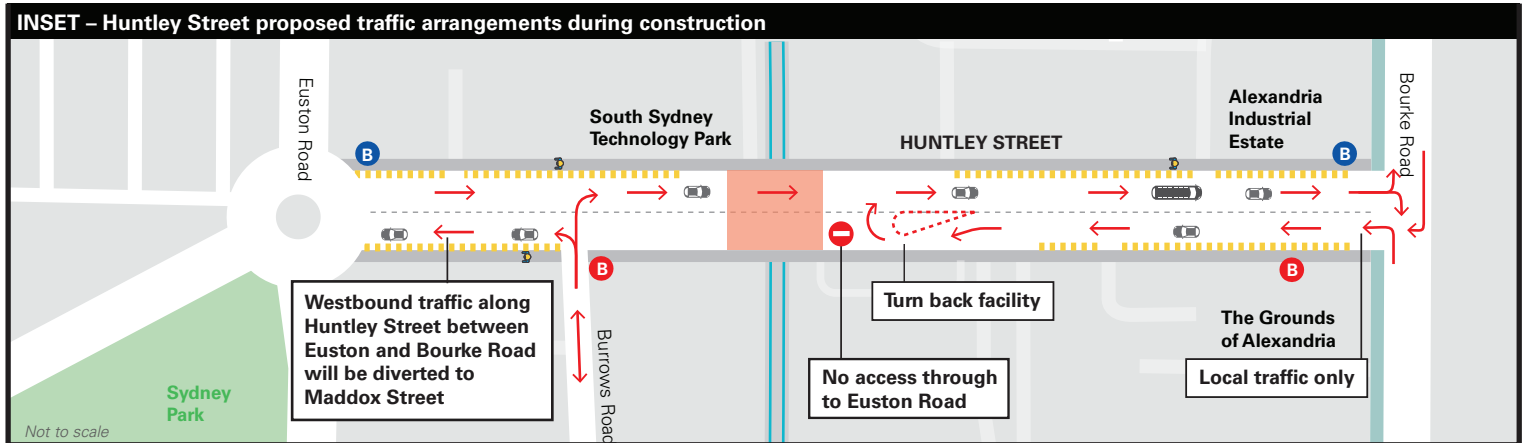 INSET – Huntley Street proposed traffic arrangements during construction
Euston Road
B
South Sydney
Technology Park
HUNTLEY STREET
Alexandria
Industrial
Estate
B
Bourke Road
B
B
Westbound traffic along
Huntley Street between
Euston and Bourke Road
will be diverted to
Maddox Street
Burrows Road
Turn back facility
No access through
to Euston Road
The Grounds
of Alexandria
Local traffic only
Sydney
Park
Not to scale